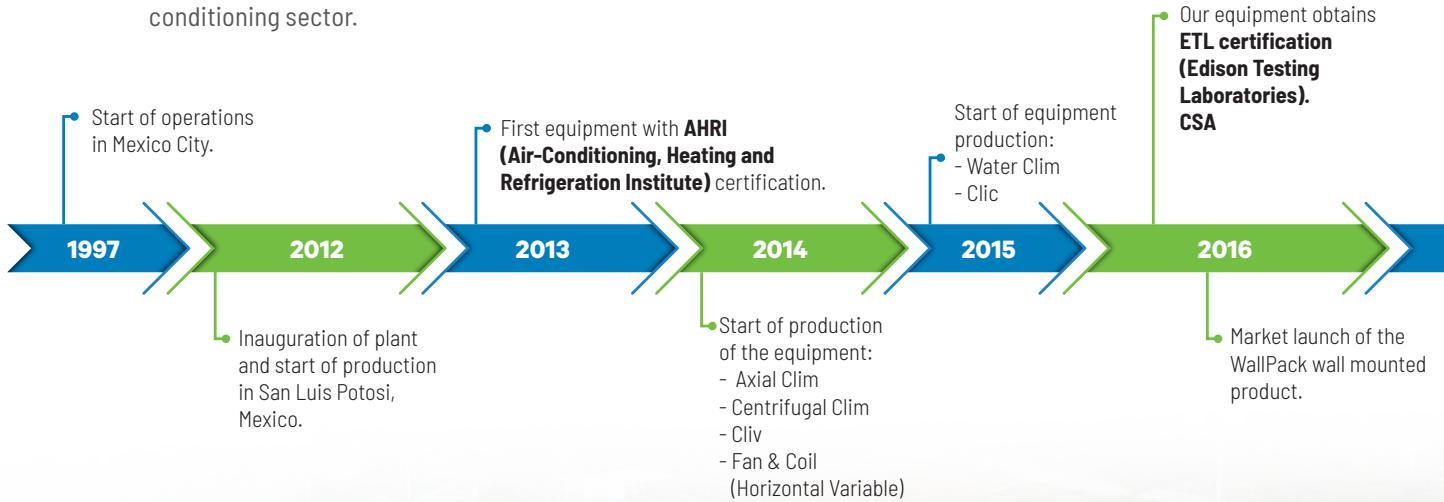 conditioning sector.
Start of operations
in Mexico City.
First equipment with AHRI
(Air-Conditioning, Heating and
Refrigeration Institute) certification.
Start of equipment
production:
- Water Clim
- Clic
Our equipment obtains
ETL certification
(Edison Testing
Laboratories).
CSA
1997
2012
2013
2014
2015
2016
Inauguration of plant
and start of production
in San Luis Potosi,
Mexico.
Start of production
of the equipment:
- Axial Clim
- Centrifugal Clim
- Cliv
- Fan & Coil
(Horizontal Variable)
Market launch of the
WallPack wall mounted
product.